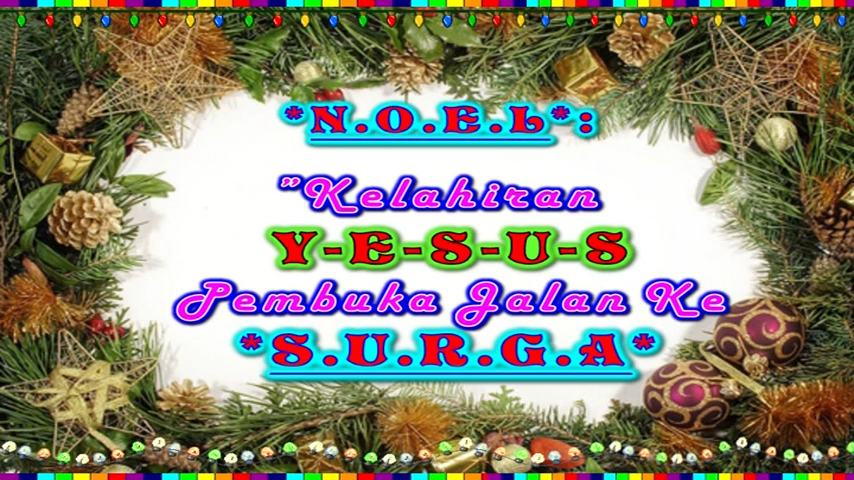 *N.O.E.L*:
"Kelahiran
Y-E-S-U-S
Pembuka Jalan Ke
*S.U.R.G.A*